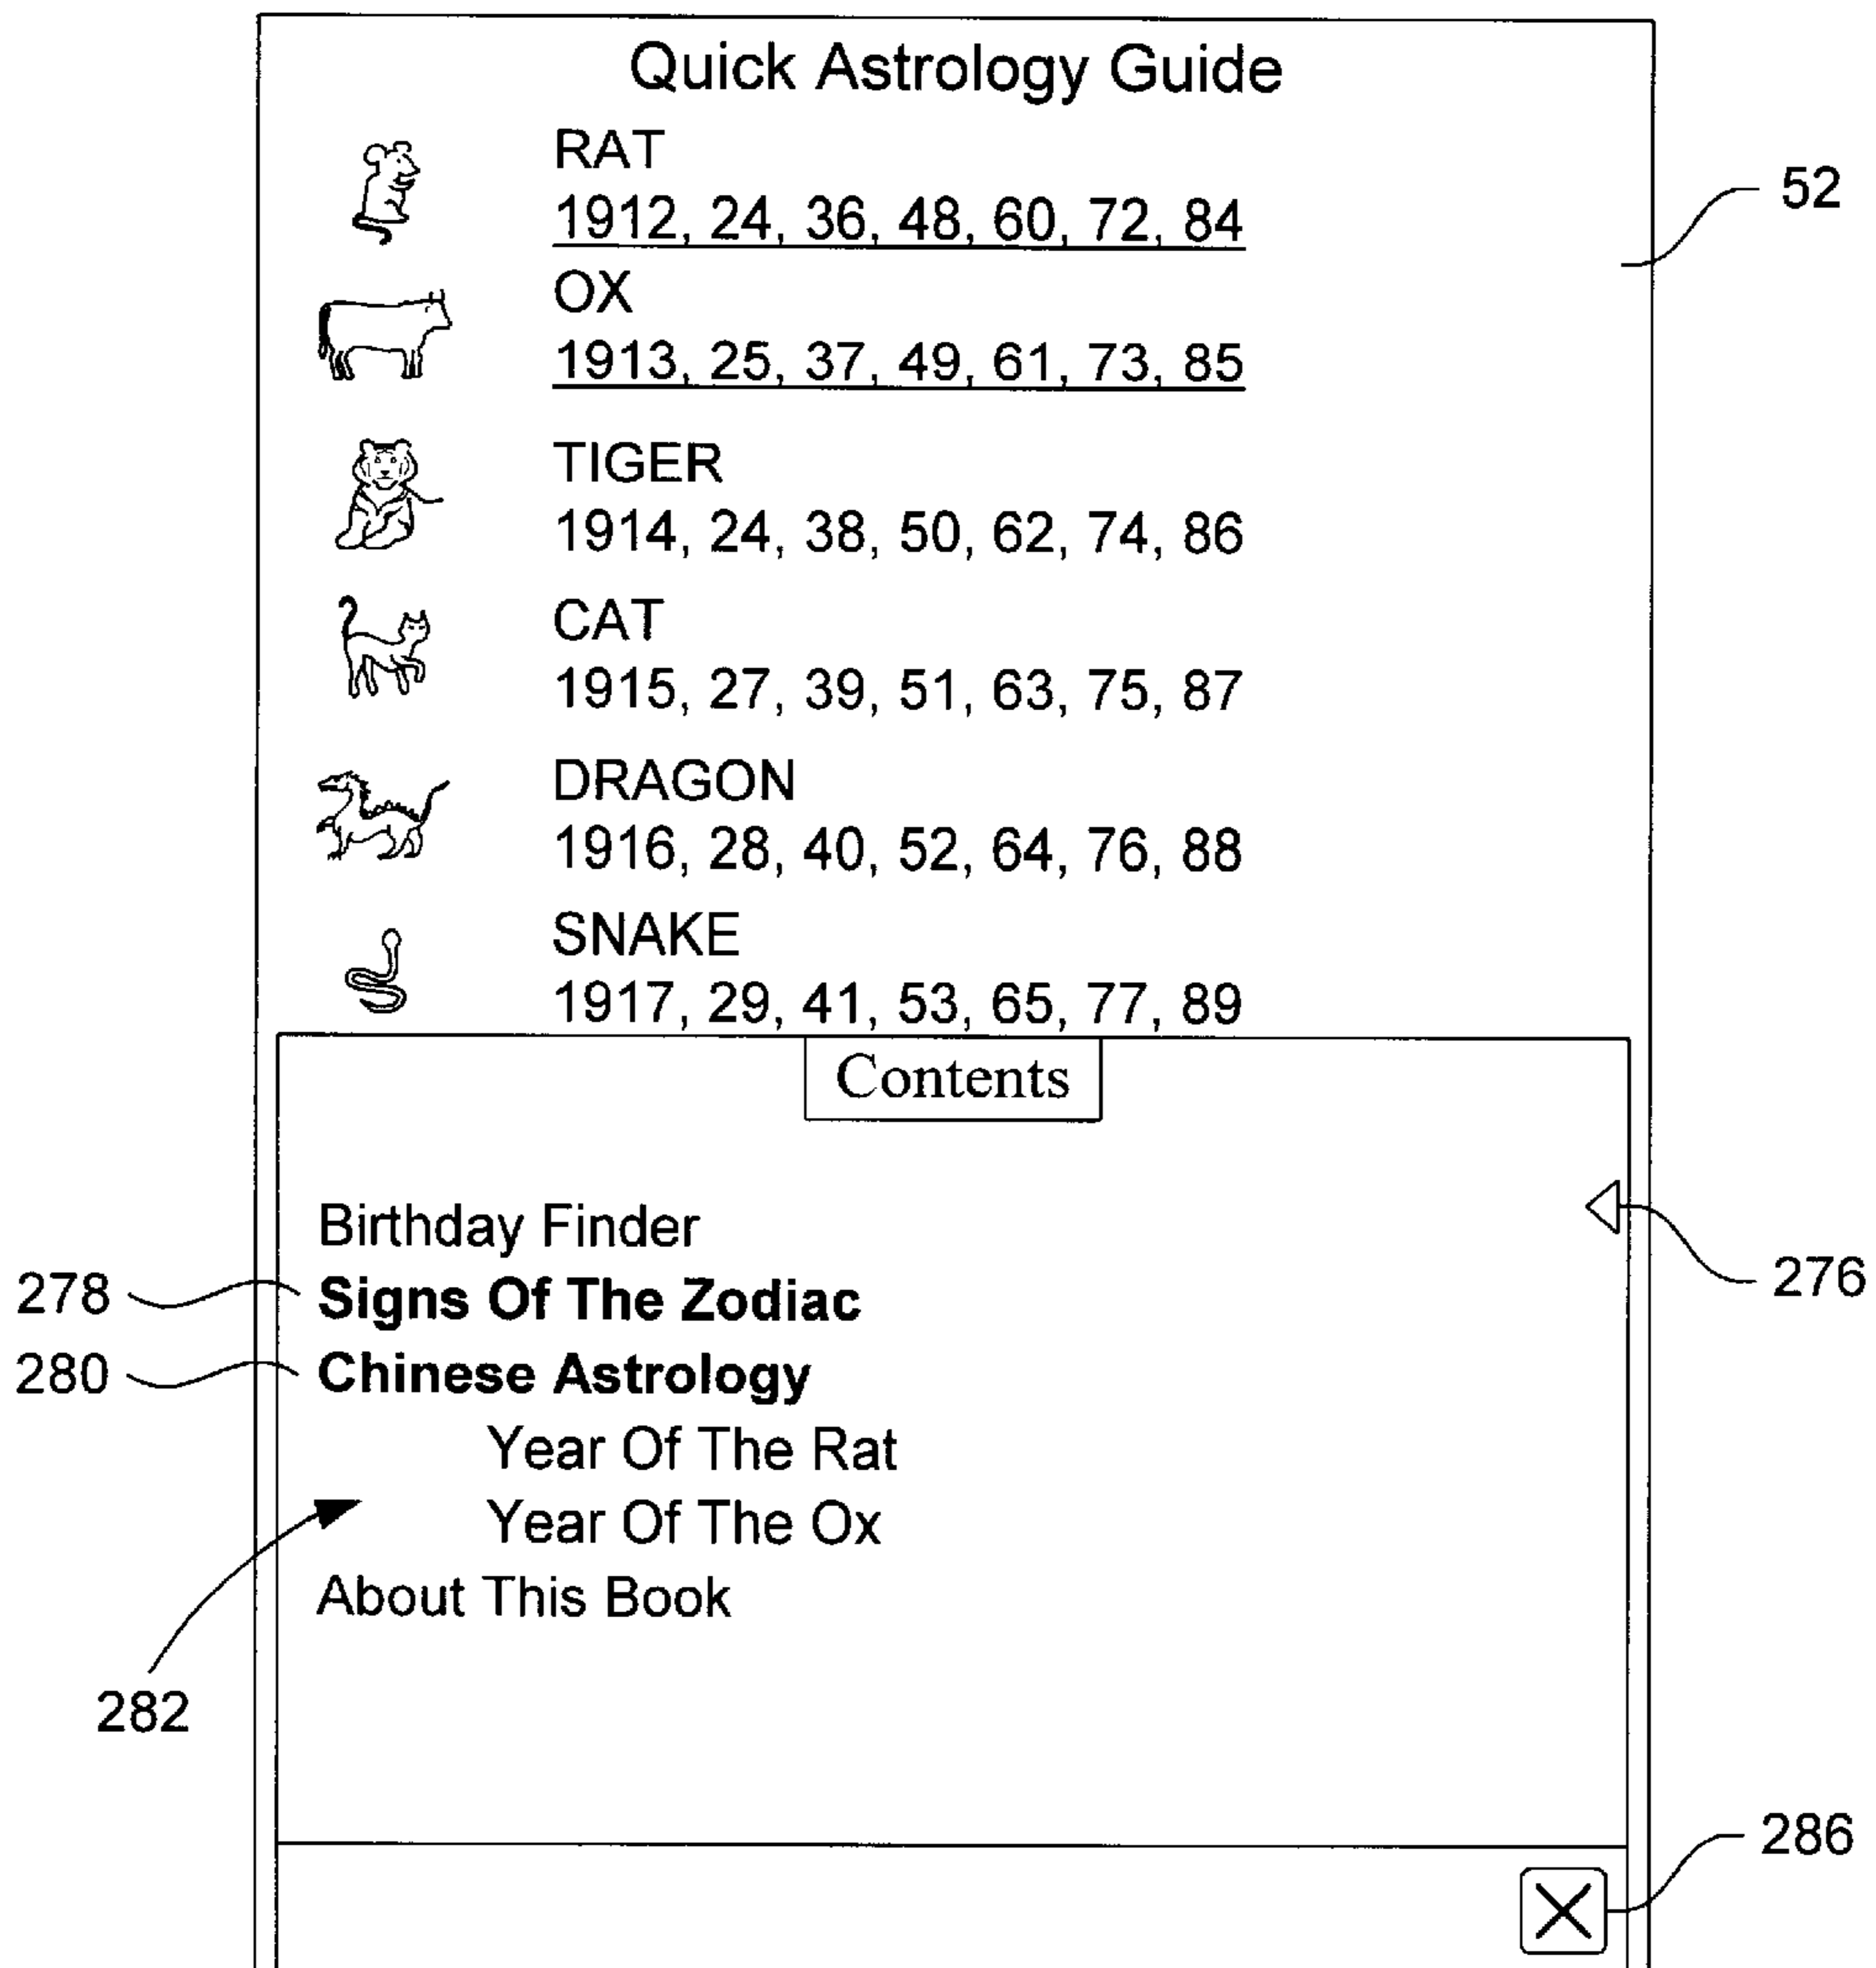 Quick Astrology Guide
RAT
1912, 24, 36, 48, 60, 72, 84
52
OX
1913, 25, 37, 49, 61, 73, 85
TIGER
1914, 24, 38, 50, 62, 74, 86
CAT
1915, 27, 39, 51, 63, 75, 87
DRAGON
1916, 28, 40, 52, 64, 76, 88
SNAKE
1917, 29, 41, 53, 65, 77, 89
Contents
Birthday Finder
276
278
Signs Of The Zodiac
280
Chinese Astrology
Year Of The Rat
Year Of The Ox
About This Book
282
286